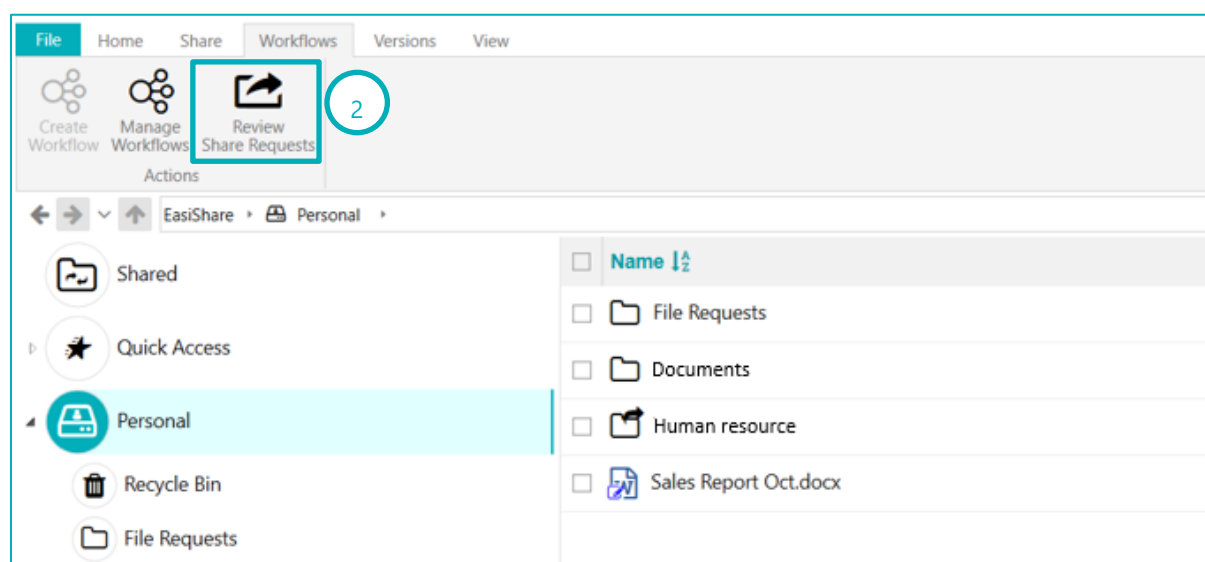 File Home Share Workflows Versions View
2
Create Manage Review
Workflow Workflows Share Requests
Actions
EasiShare Personal
Shared
Quick Access
Personal
Recycle Bin
File Requests
Name
File Requests
Documents
Human resource
Sales Report Oct.docx